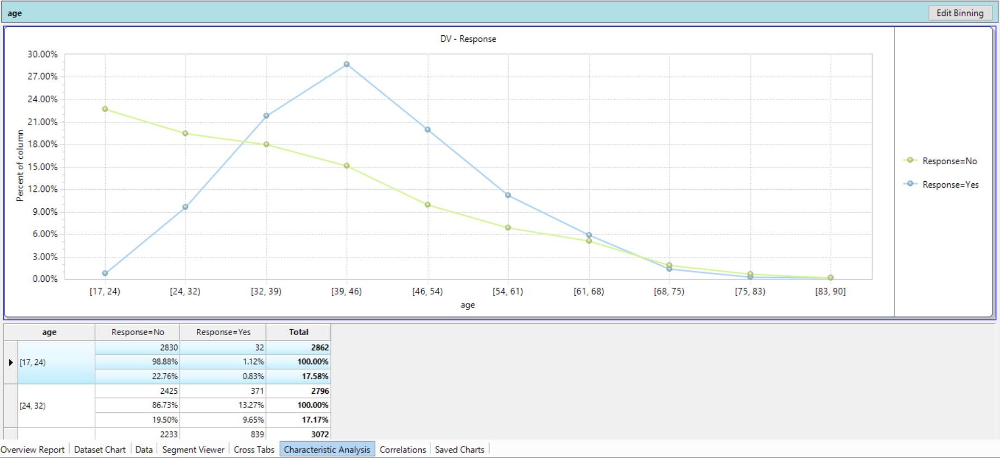 age
Edit Binning
DV - Response
30.00%
27.00%
24.00%
21.00%
18.00%
15.00%
12.00%
9.00%
6.00%
3.00%
0.00%
Percent of column
[17, 24) [24, 32) [32, 39) [39, 46) [46, 54) [54, 61) [61, 68) [68, 75) [75, 83) [83, 90]
age
Response=No
Response=Yes
age Response=No Response=Yes Total
2830 32 2862
[17, 24) 98.88% 1.12% 100.00%
22.76% 0.83% 17.58%
2425 371 2796
[24, 32) 86.73% 13.27% 100.00%
19.50% 9.65% 17.17%
2233 839 3072
Overview Report Dataset Chart Data Segment Viewer Cross Tabs Characteristic Analysis Correlations Saved Charts